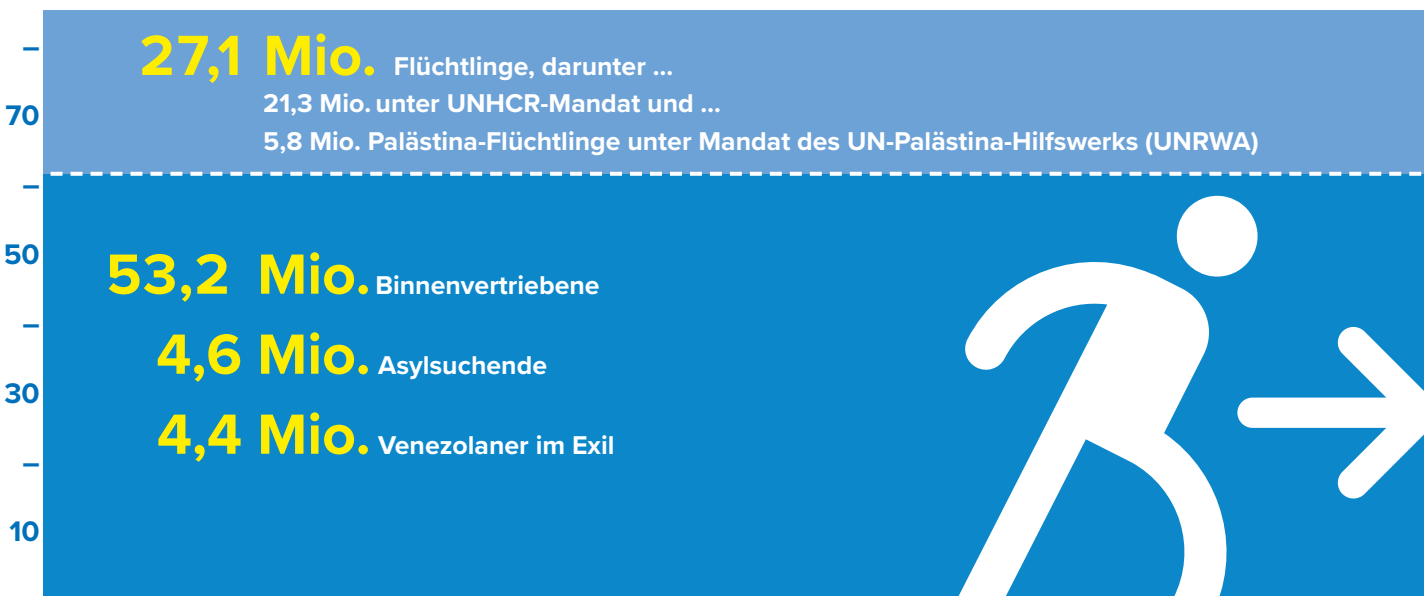 27,1 Mio. Flüchtlinge, darunter ...
21,3 Mio. unter UNHCR-Mandat und ...
5,8 Mio. Palästina-Flüchtlinge unter Mandat des UN-Palästina-Hilfswerks (UNRWA)
53,2 Mio. Binnenvertriebene
4,6 Mio. Asylsuchende
4,4 Mio. Venezolaner im Exil
–
70
–
50
–
30
–
10